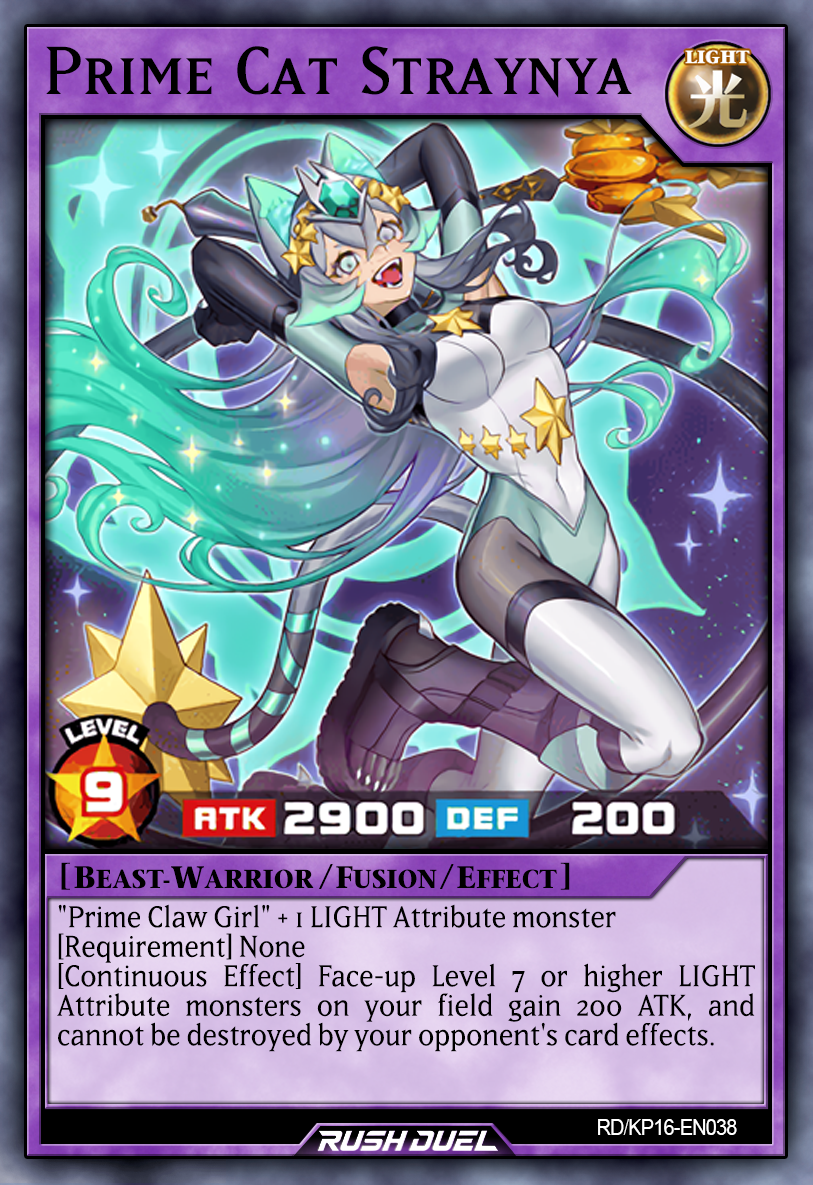 Prime Cat Straynya
LIGHT
光
LEVEL
9
ATK 2900 DEF 200
[Beast-Warrior/Fusion/Effect]
"Prime Claw Girl" + 1 LIGHT Attribute monster
[Requirement] None
[Continuous Effect] Face-up Level 7 or higher LIGHT
Attribute monsters on your field gain 200 ATK, and
cannot be destroyed by your opponent's card effects.
RD/KP16-EN038
RUSH DUEL